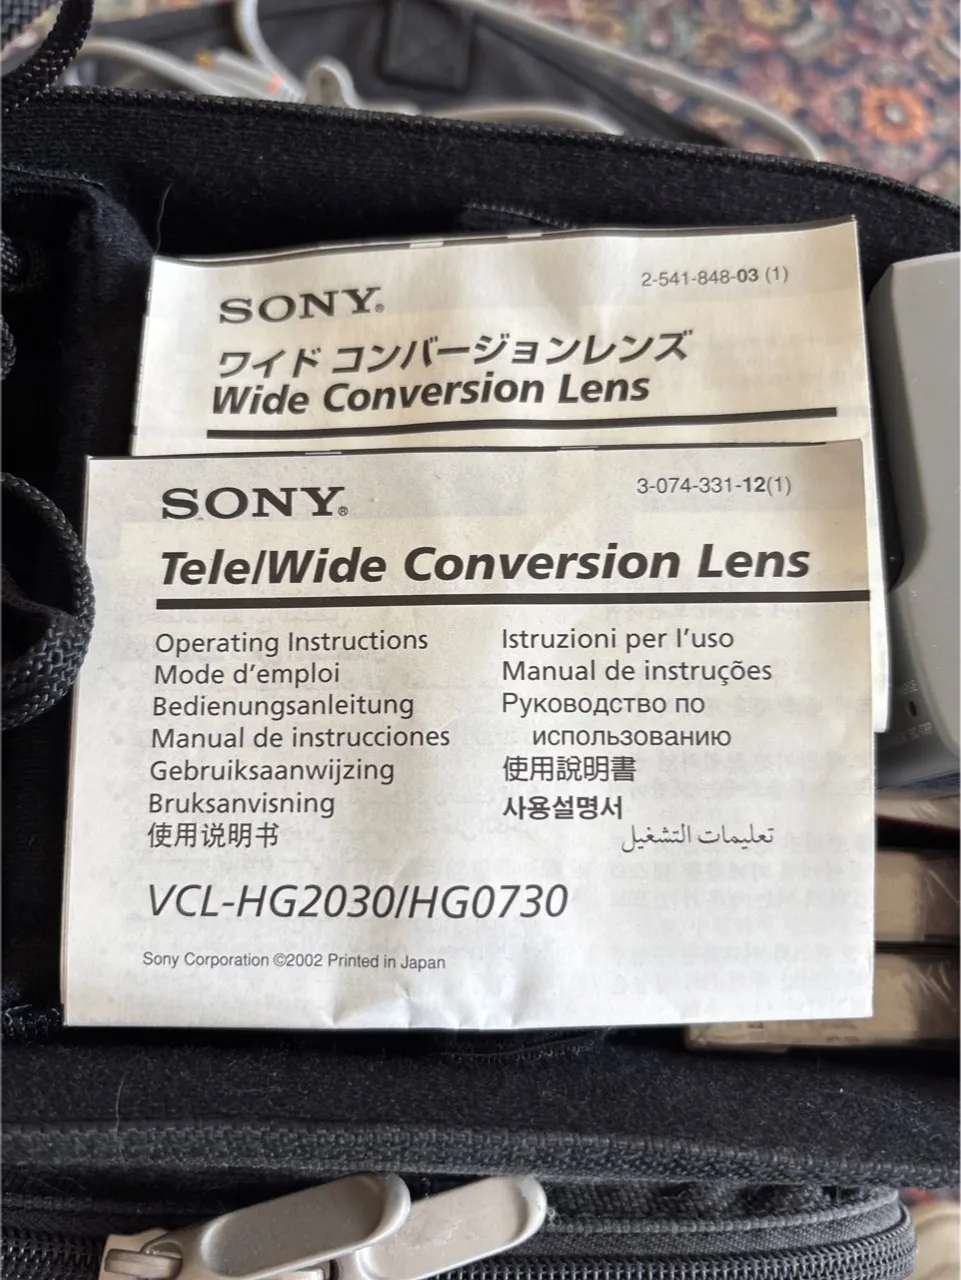 SONY®
2-541-848-03 (1)
ワイド コンバージョンレンズ
Wide Conversion Lens
SONY®
3-074-331-12(1)
Tele/Wide Conversion Lens
Operating Instructions
Mode d'emploi
Bedienungsanleitung
Manual de instrucciones
Gebruiksaanwijzing
Bruksanvisning
使用说明书
Istruzioni per l'uso
Manual de instruções
Руководство по
использованию
使用說明書
사용설명서
تعليمات التشغيل
VCL-HG2030/HG0730
Sony Corporation ©2002 Printed in Japan